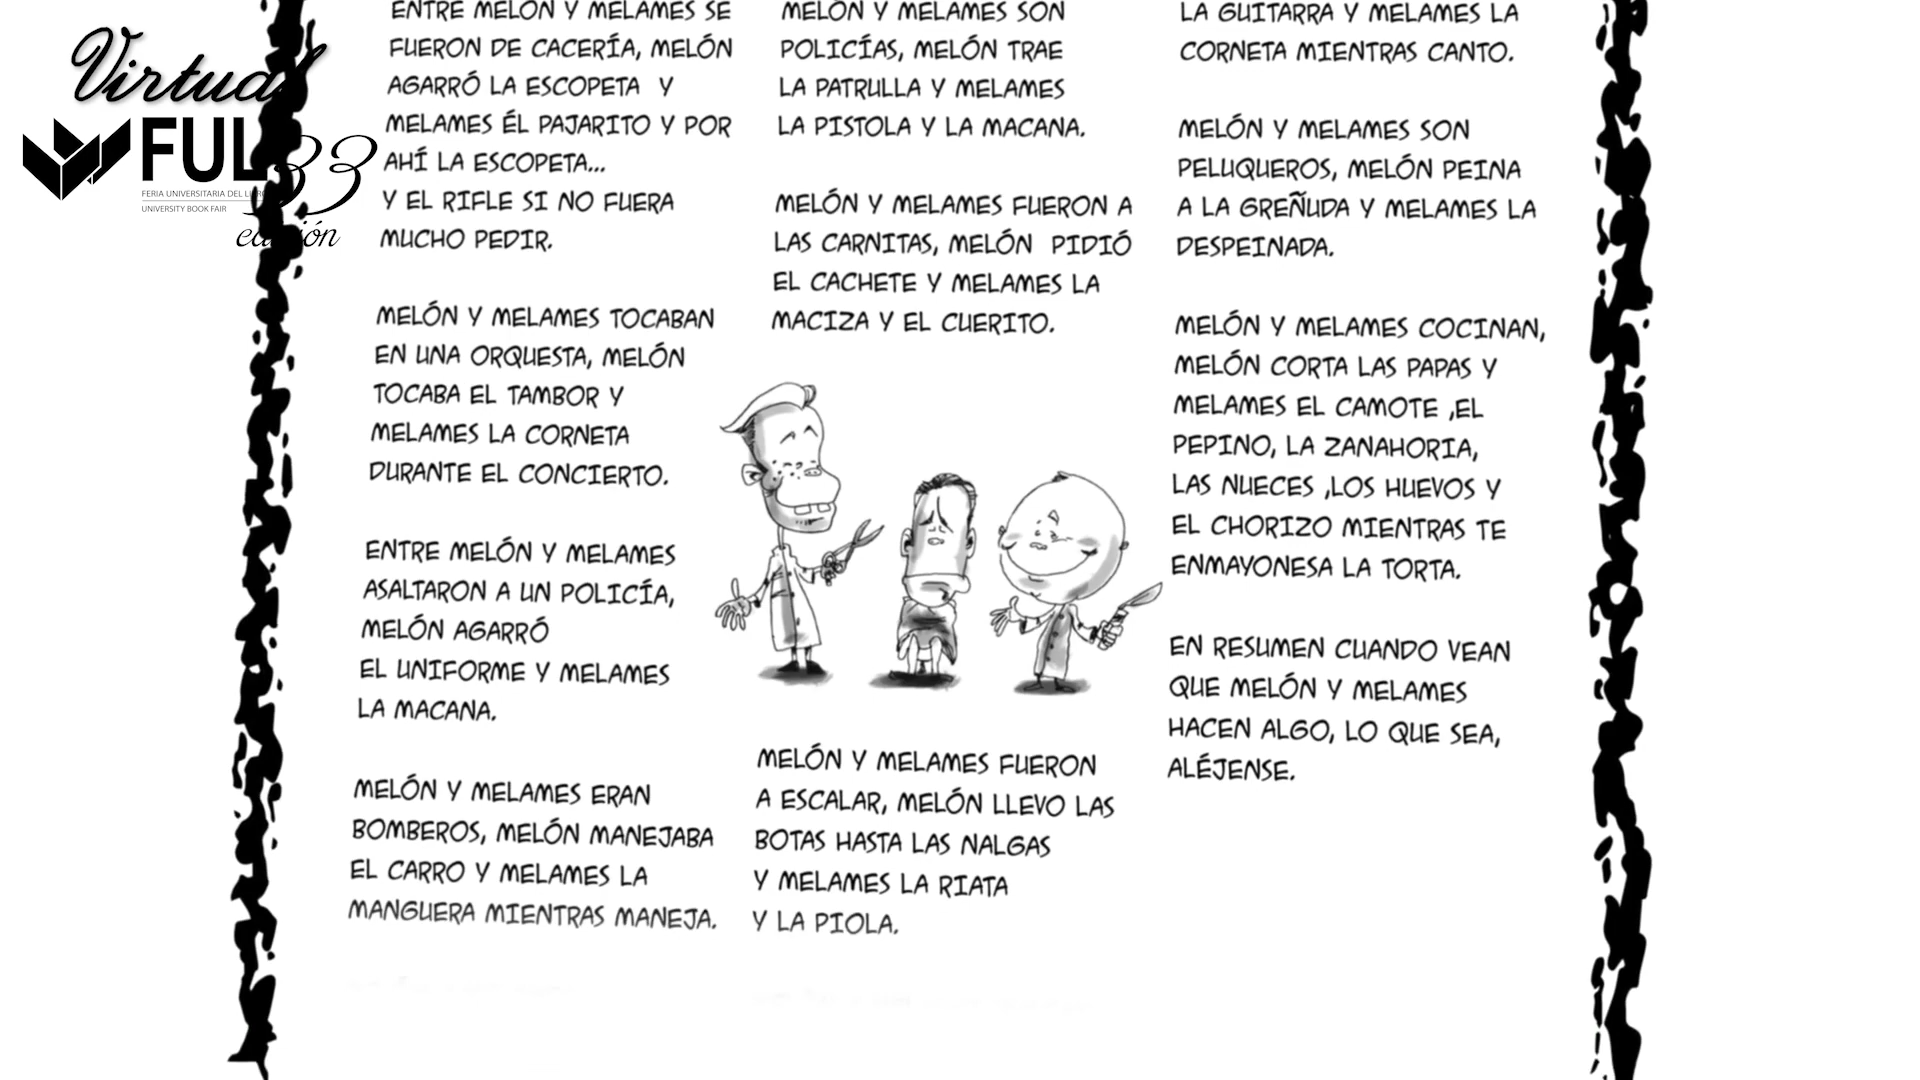 Virtual
FUL 33
FERIA UNIVERSITARIA DEL LIBRO
UNIVERSITY BOOK FAIR
edición
ENTRE MELÓN Y MELAMES SE
FUERON DE CACERÍA, MELÓN
AGARRÓ LA ESCOPETA Y
MELAMES ÉL PAJARITO Y POR
AHÍ LA ESCOPETA...
Y EL RIFLE SI NO FUERA
MUCHO PEDIR.
MELÓN Y MELAMES TOCABAN
EN UNA ORQUESTA, MELÓN
TOCABA EL TAMBOR Y
MELAMES LA CORNETA
DURANTE EL CONCIERTO.
ENTRE MELÓN Y MELAMES
ASALTARON A UN POLICÍA,
MELÓN AGARRÓ
EL UNIFORME Y MELAMES
LA MACANA.
MELÓN Y MELAMES ERAN
BOMBEROS, MELÓN MANEJABA
EL CARRO Y MELAMES LA
MANGUERA MIENTRAS MANEJA.
MELÓN Y MELAMES SON
POLICÍAS, MELÓN TRAE
LA PATRULLA Y MELAMES
LA PISTOLA Y LA MACANA.
MELÓN Y MELAMES FUERON A
LAS CARNITAS, MELÓN PIDIÓ
EL CACHETE Y MELAMES LA
MACIZA Y EL CUERITO.
MELÓN Y MELAMES FUERON
A ESCALAR, MELÓN LLEVO LAS
BOTAS HASTA LAS NALGAS
Y MELAMES LA RIATA
Y LA PIOLA.
LA GUITARRA Y MELAMES LA
CORNETA MIENTRAS CANTO.
MELÓN Y MELAMES SON
PELUQUEROS, MELÓN PEINA
A LA GREÑUDA Y MELAMES LA
DESPEINADA.
MELÓN Y MELAMES COCINAN,
MELÓN CORTA LAS PAPAS Y
MELAMES EL CAMOTE ,EL
PEPINO, LA ZANAHORIA,
LAS NUECES ,LOS HUEVOS Y
EL CHORIZO MIENTRAS TE
ENMAYONESA LA TORTA.
EN RESUMEN CUANDO VEAN
QUE MELÓN Y MELAMES
HACEN ALGO, LO QUE SEA,
ALÉJENSE.